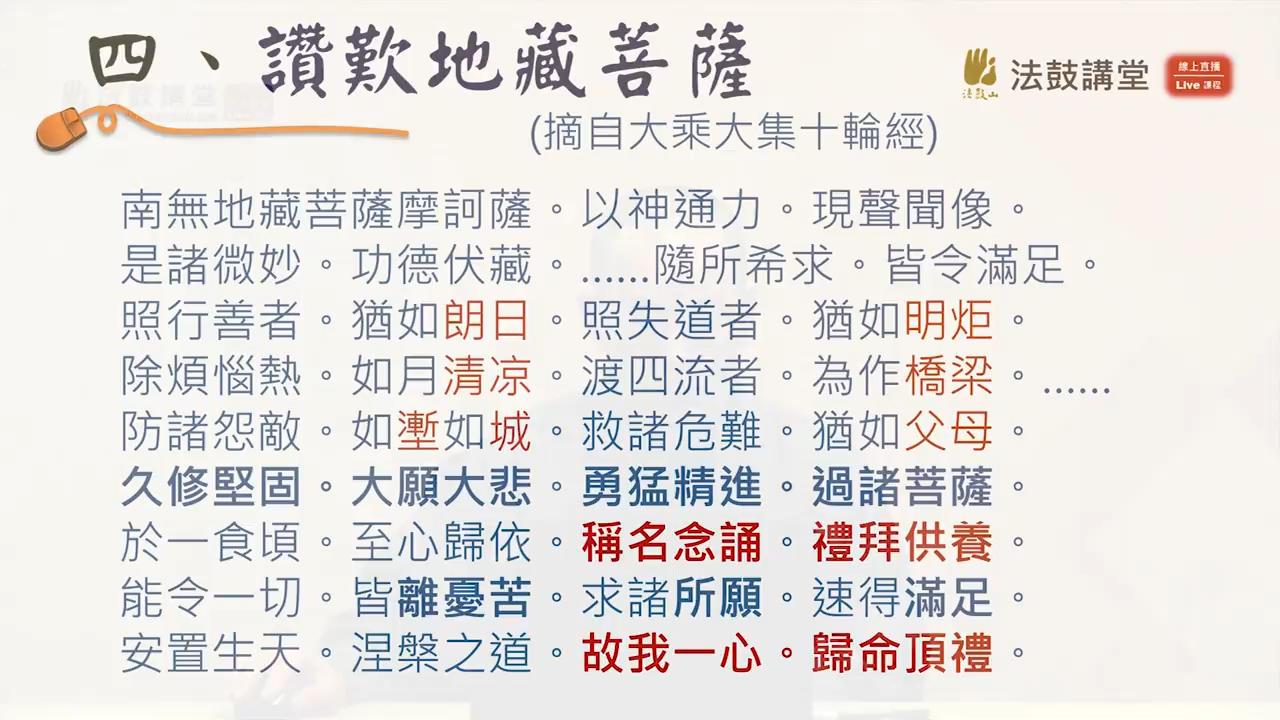 四、讚歎地藏菩薩
法鼓山
法鼓講堂
線上直播
Live 課程
(摘自大乘大集十輪經)
南無地藏菩薩摩訶薩。以神通力。現聲聞像。
是諸微妙。功德伏藏。......隨所希求。皆令滿足。
照行善者。猶如朗日。照失道者。猶如明炬。
除煩惱熱。如月清凉。渡四流者。為作橋梁。......
防諸怨敵。如塹如城。救諸危難。猶如父母。
久修堅固。大願大悲。勇猛精進。過諸菩薩。
於一食頃。至心歸依。稱名念誦。禮拜供養。
能令一切。皆離憂苦。求諸所願。速得滿足。
安置生天。涅槃之道。故我一心。歸命頂禮。